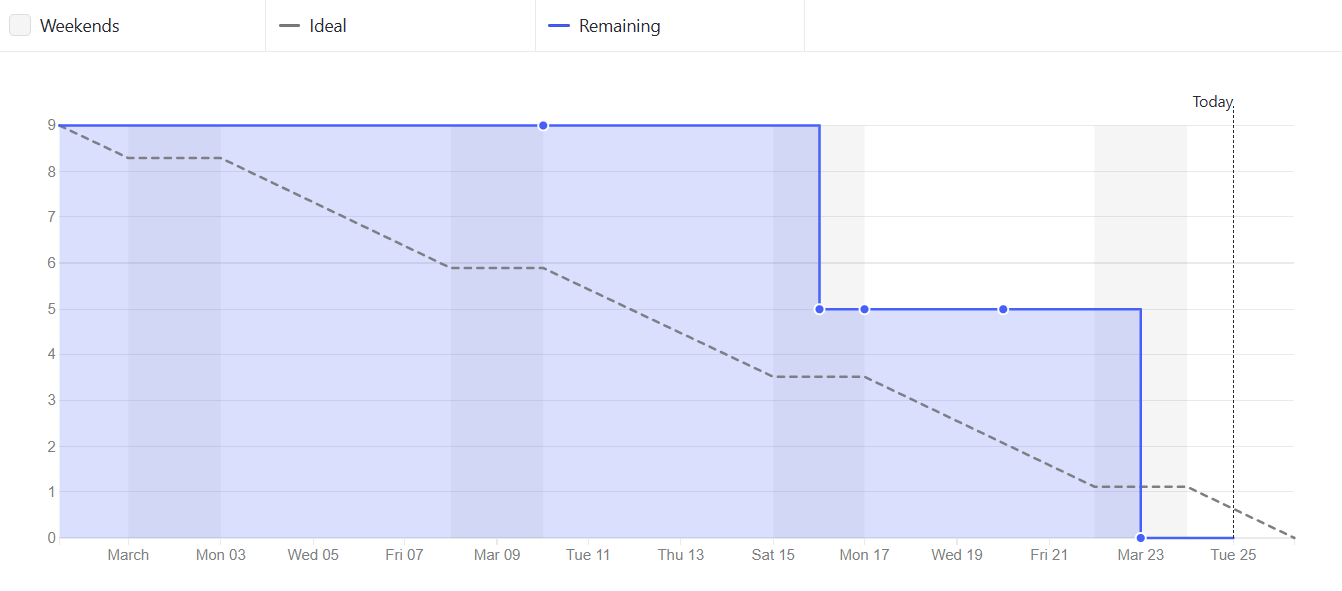 Weekends
Ideal
Remaining
Today
9
8
7
6
5
4
3
2
1
0
March
Mon 03
Wed 05
Fri 07
Mar 09
Tue 11
Thu 13
Sat 15
Mon 17
Wed 19
Fri 21
Mar 23
Tue 25